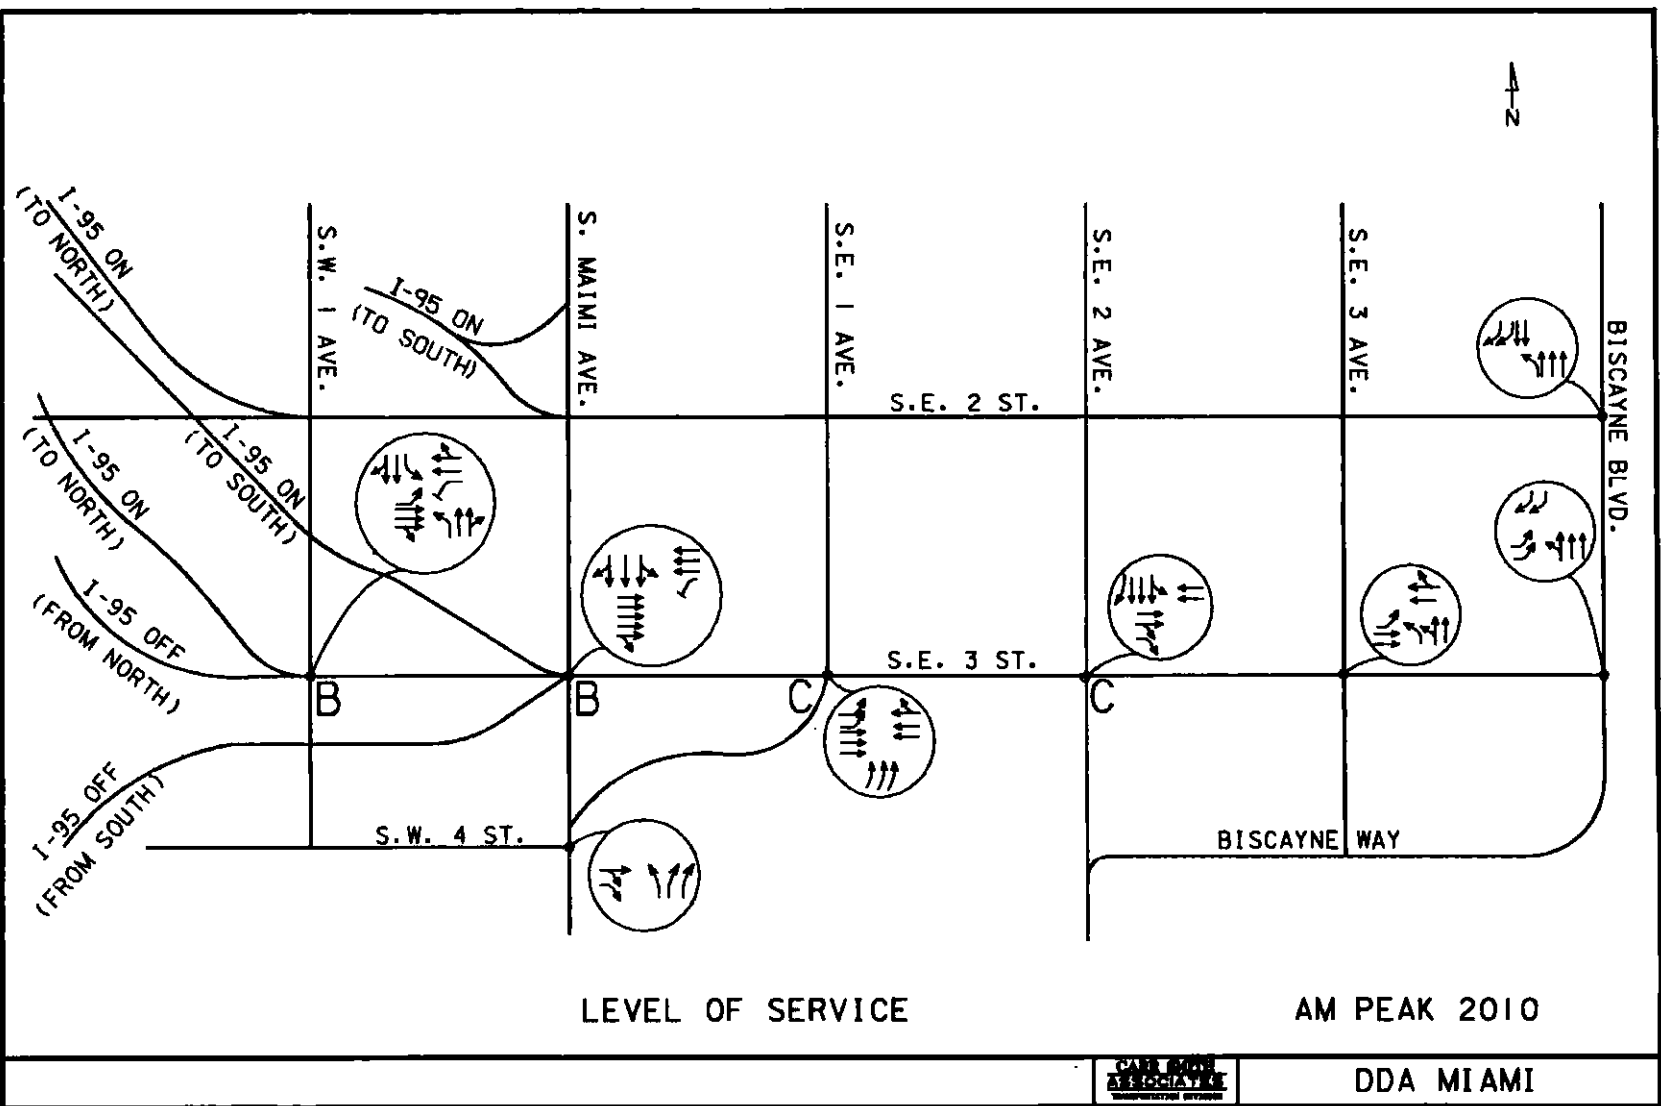 N
I-95 ON
(TO NORTH)
S.W. 1 AVE.
I-95 ON
(TO SOUTH)
S. MAIMI AVE.
S.E. 1 AVE.
S.E. 2 AVE.
S.E. 3 AVE.
BISCAYNE BLVD.
S.E. 2 ST.
I-95 ON
(TO NORTH)
I-95 ON
(TO SOUTH)
I-95 OFF
(FROM NORTH)
S.E. 3 ST.
B
B
C
C
I-95 OFF
(FROM SOUTH)
S.W. 4 ST.
BISCAYNE WAY
LEVEL OF SERVICE
AM PEAK 2010
ASSOCIATES
DDA MIAMI